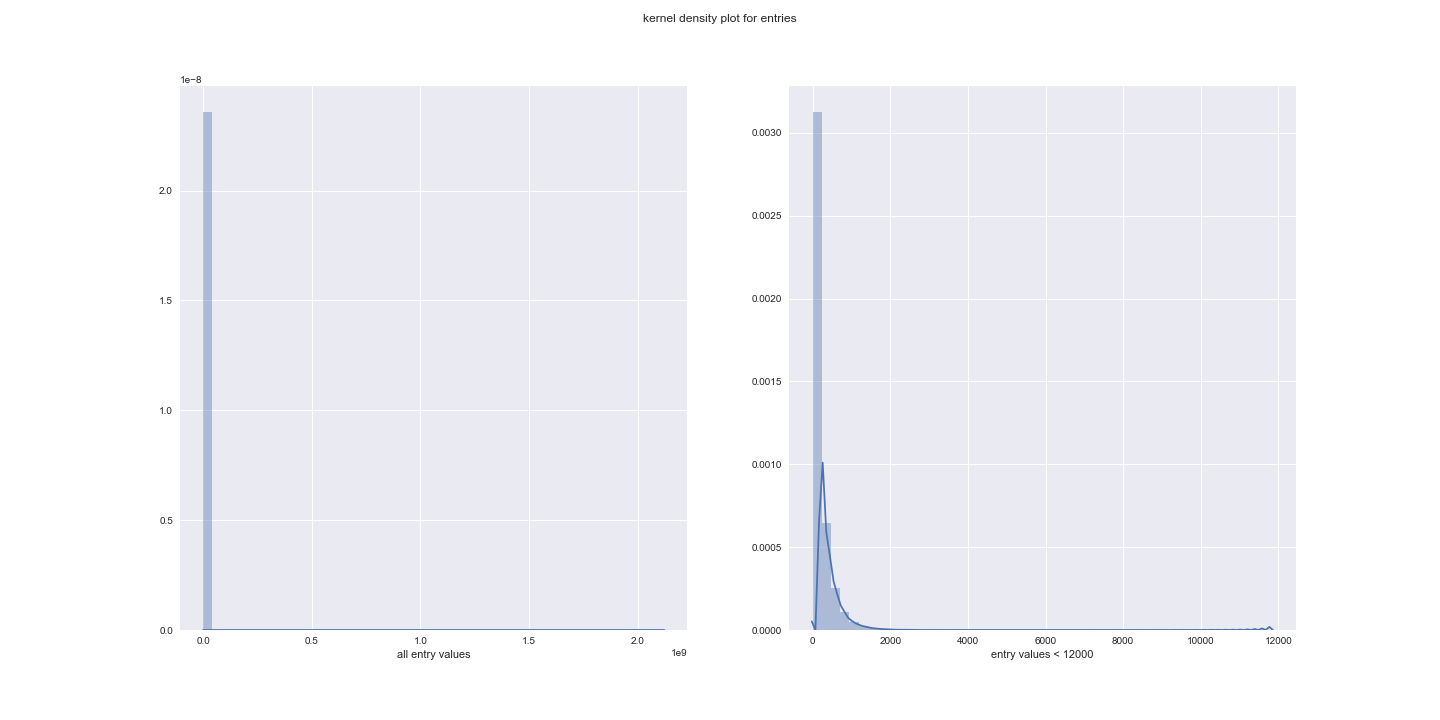 kernel density plot for entries
1e−8
2.0
1.5
1.0
0.5
0.0
0.0 0.5 1.0 1.5 2.0
1e9
all entry values
0.0030
0.0025
0.0020
0.0015
0.0010
0.0005
0.0000
0 2000 4000 6000 8000 10000 12000
entry values < 12000